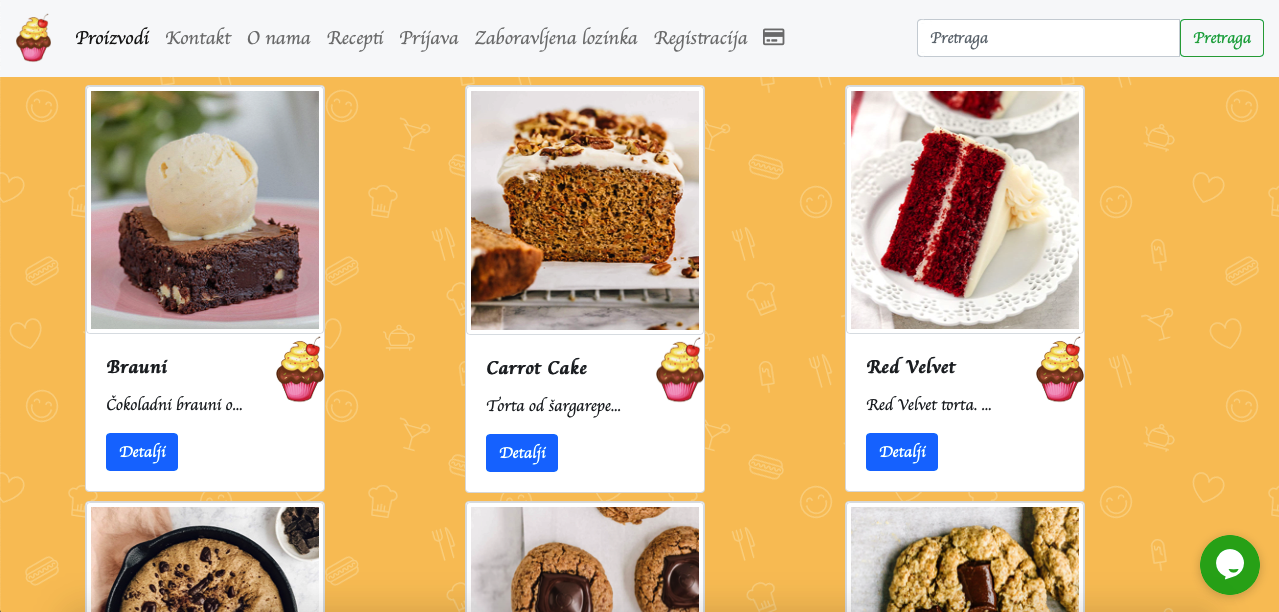 Proizvodi Kontakt O nama Recepti Prijava Zaboravljena lozinka Registracija Pretraga Pretraga
Brauni
Čokoladni brauni o...
Detalji
Carrot Cake
Torta od šargarepe...
Detalji
Red Velvet
Red Velvet torta. ...
Detalji